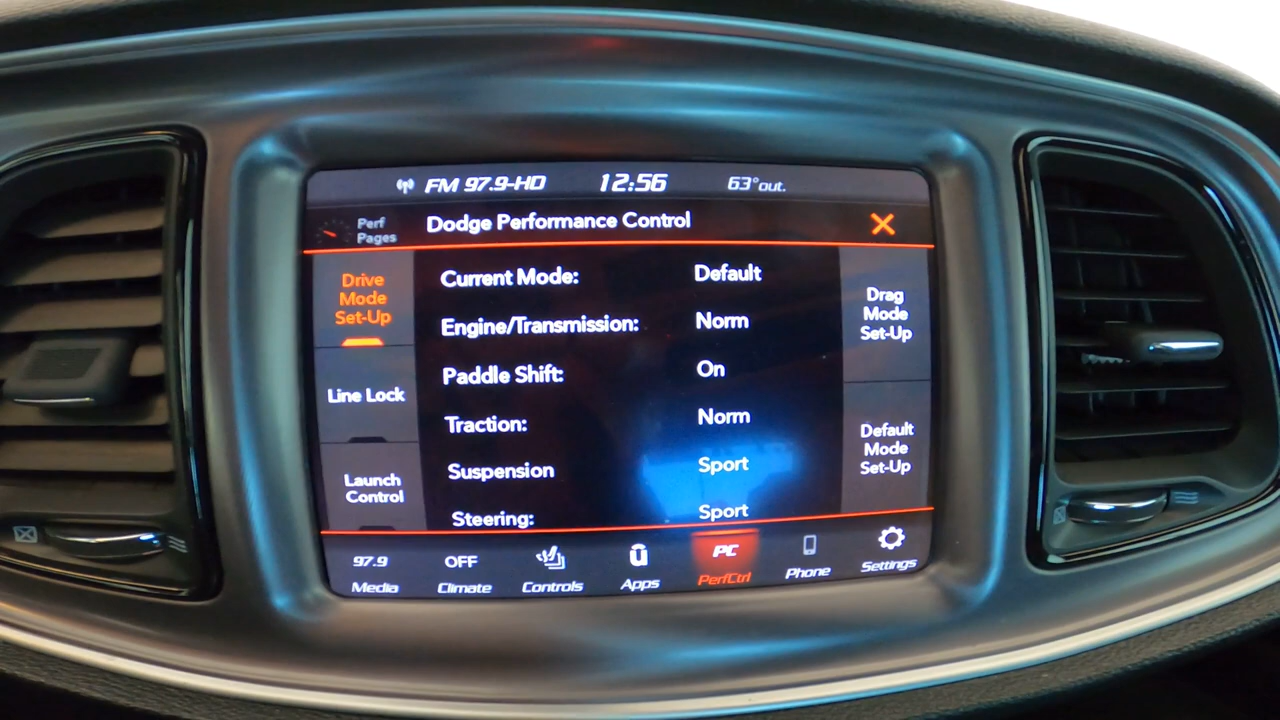 FM 97.9-HD 12:56 63°out.
Perf
Pages
Dodge Performance Control
Drive
Mode
Set-Up
Line Lock
Launch
Control
Current Mode: Default
Engine/Transmission: Norm
Paddle Shift: On
Traction: Norm
Suspension Sport
Steering: Sport
Drag
Mode
Set-Up
Default
Mode
Set-Up
97.9 OFF PC
Media Climate Controls Apps PerfCtrl Phone Settings